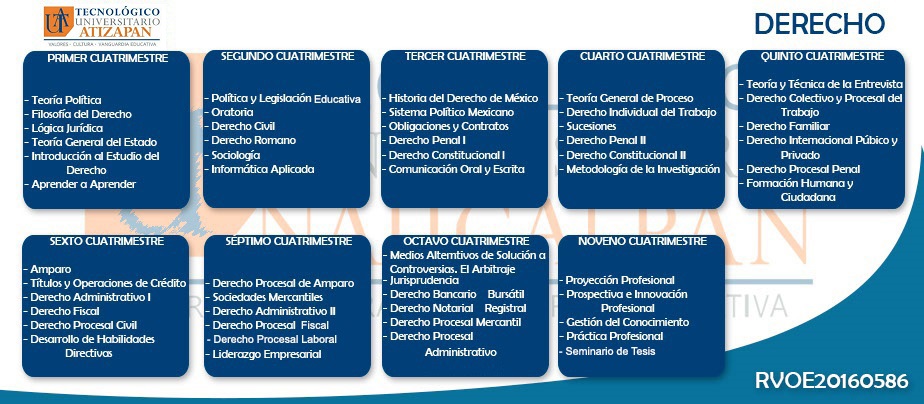 TECNOLÓGICO
UNIVERSITARIO
ATIZAPAN
VALORES · CULTURA · VANGUARDIA EDUCATIVA
DERECHO
PRIMER CUATRIMESTRE
- Teoría Política
- Filosofía del Derecho
- Lógica Jurídica
- Teoría General del Estado
- Introducción al Estudio del
Derecho
- Aprender a Aprender
SEGUNDO CUATRIMESTRE
- Política y Legislación Educativa
- Oratoria
- Derecho Civil
- Derecho Romano
- Sociología
- Informática Aplicada
TERCER CUATRIMESTRE
- Historia del Derecho de México
- Sistema Político Mexicano
- Obligaciones y Contratos
- Derecho Penal I
- Derecho Constitucional I
- Comunicación Oral y Escrita
CUARTO CUATRIMESTRE
- Teoría General de Proceso
- Derecho Individual del Trabajo
- Sucesiones
- Derecho Penal II
- Derecho Constitucional II
- Metodología de la Investigación
QUINTO CUATRIMESTRE
- Teoría y Técnica de la Entrevista
- Derecho Colectivo y Procesal del
Trabajo
- Derecho Familiar
- Derecho Internacional Púbico y
Privado
- Derecho Procesal Penal
- Formación Humana y
Ciudadana
SEXTO CUATRIMESTRE
- Amparo
- Títulos y Operaciones de Crédito
- Derecho Administrativo I
- Derecho Fiscal
- Derecho Procesal Civil
- Desarrollo de Habilidades
Directivas
SÉPTIMO CUATRIMESTRE
- Derecho Procesal de Amparo
- Sociedades Mercantiles
- Derecho Administrativo II
- Derecho Procesal Fiscal
- Derecho Procesal Laboral
- Liderazgo Empresarial
OCTAVO CUATRIMESTRE
- Medios Alterntivos de Solución a
Controversias. El Arbitraje
- Jurisprudencia
- Derecho Bancario Bursátil
- Derecho Notarial Registral
- Derecho Procesal Mercantil
- Derecho Procesal
Administrativo
NOVENO CUATRIMESTRE
- Proyección Profesional
- Prospectiva e Innovación
Profesional
- Gestión del Conocimiento
- Práctica Profesional
- Seminario de Tesis
RVOE20160586